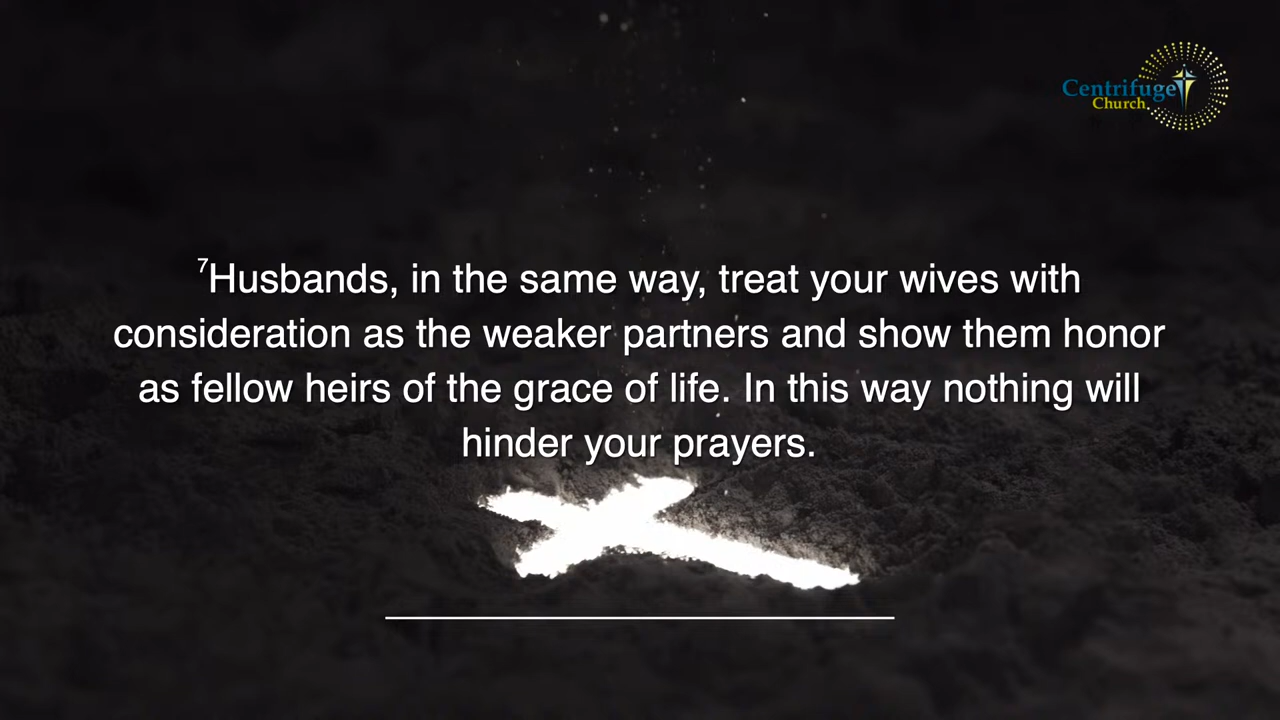 Centrifuge
Church
⁷Husbands, in the same way, treat your wives with
consideration as the weaker partners and show them honor
as fellow heirs of the grace of life. In this way nothing will
hinder your prayers.